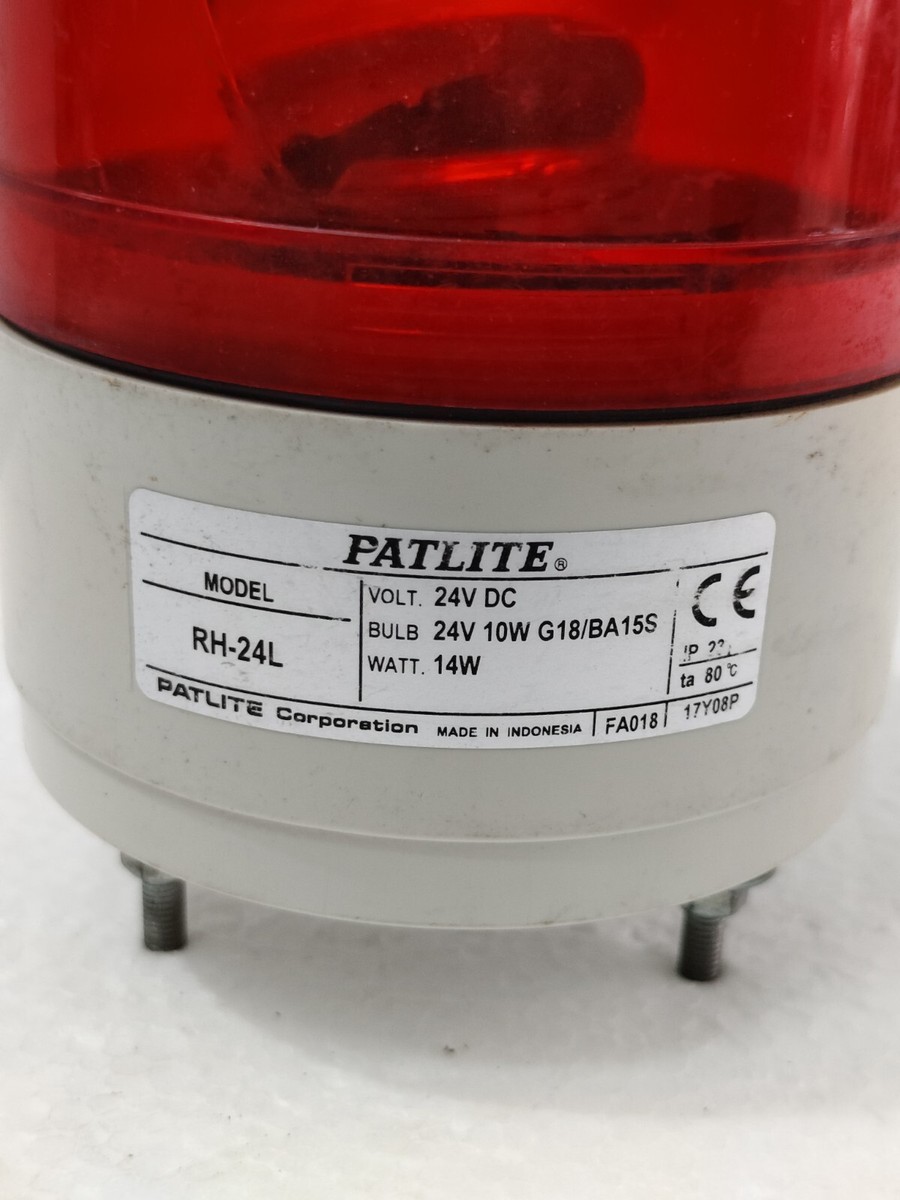 PATLITE®
MODEL
RH-24L
VOLT. 24V DC
BULB 24V 10W G18/BA15S
WATT. 14W
CE
IP
ta 80℃
PATLITE Corporation MADE IN INDONESIA FA018 17Y08P